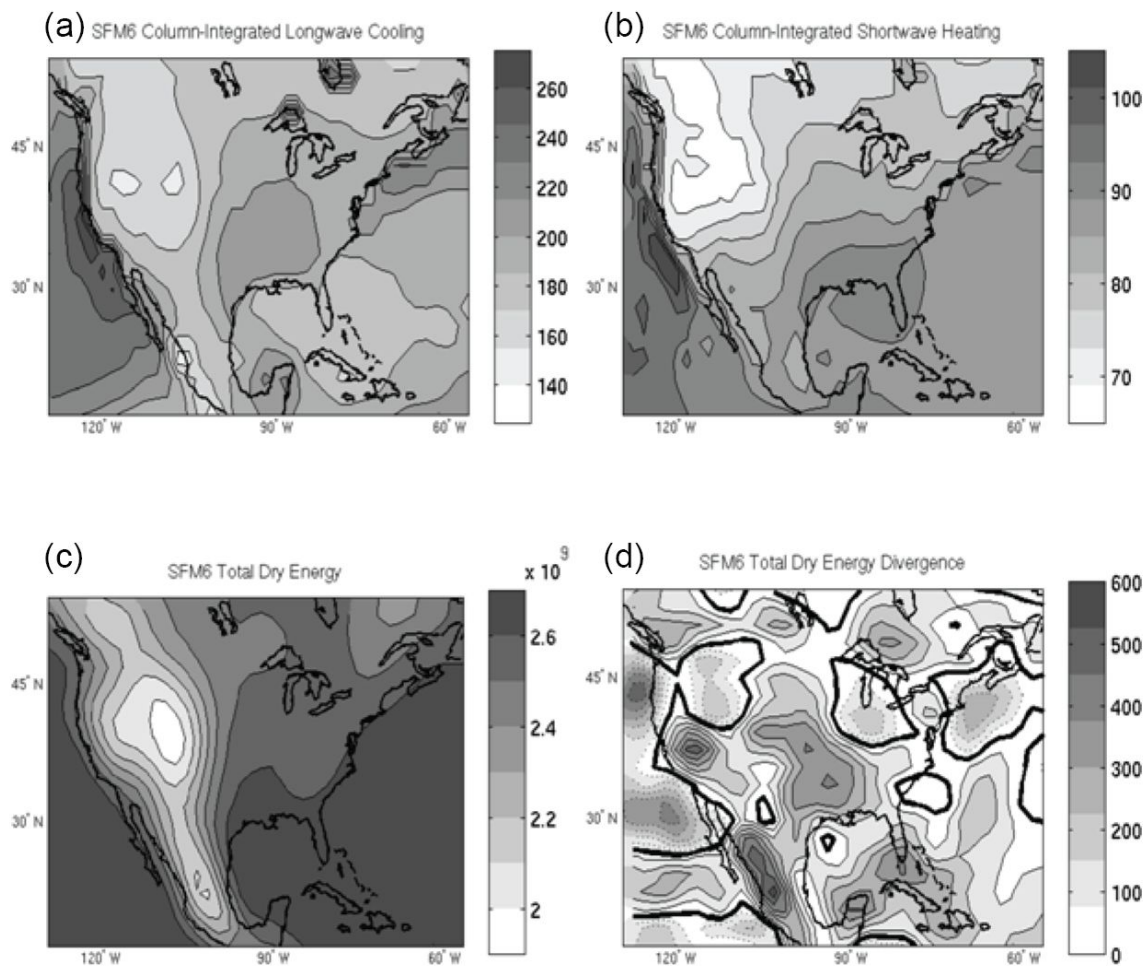 (a)
SFM6 Column-Integrated Longwave Cooling
45° N
30° N
120° W
90° W
60° W
260
240
220
200
180
160
140
(b)
SFM6 Column-Integrated Shortwave Heating
45° N
30° N
120° W
90° W
60° W
100
90
80
70
(c)
SFM6 Total Dry Energy
x 10⁹
45° N
30° N
120° W
90° W
60° W
2.6
2.4
2.2
2
(d)
SFM6 Total Dry Energy Divergence
45° N
30° N
120° W
90° W
60° W
600
500
400
300
200
100
0